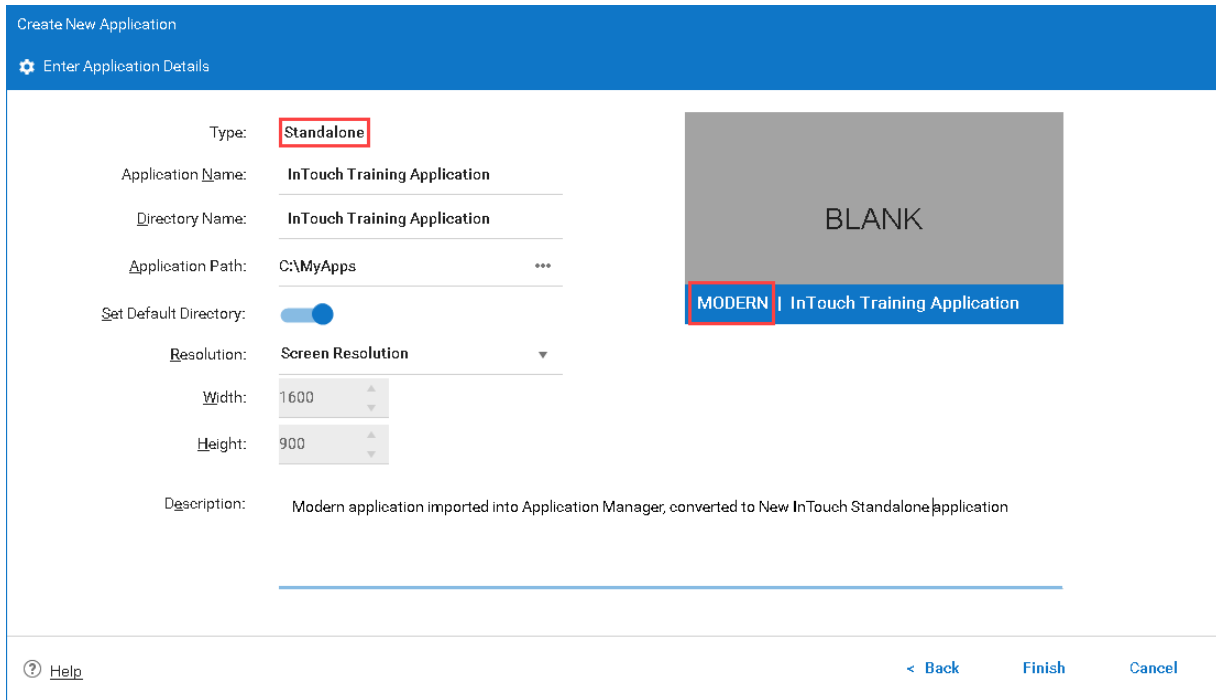 Create New Application
Enter Application Details
Type: Standalone
Application Name: InTouch Training Application
Directory Name: InTouch Training Application
Application Path: C:\MyApps •••
Set Default Directory:
Resolution: Screen Resolution
Width: 1600
Height: 900
Description: Modern application imported into Application Manager, converted to New InTouch Standalone application
BLANK
MODERN | InTouch Training Application
? Help
< Back Finish Cancel